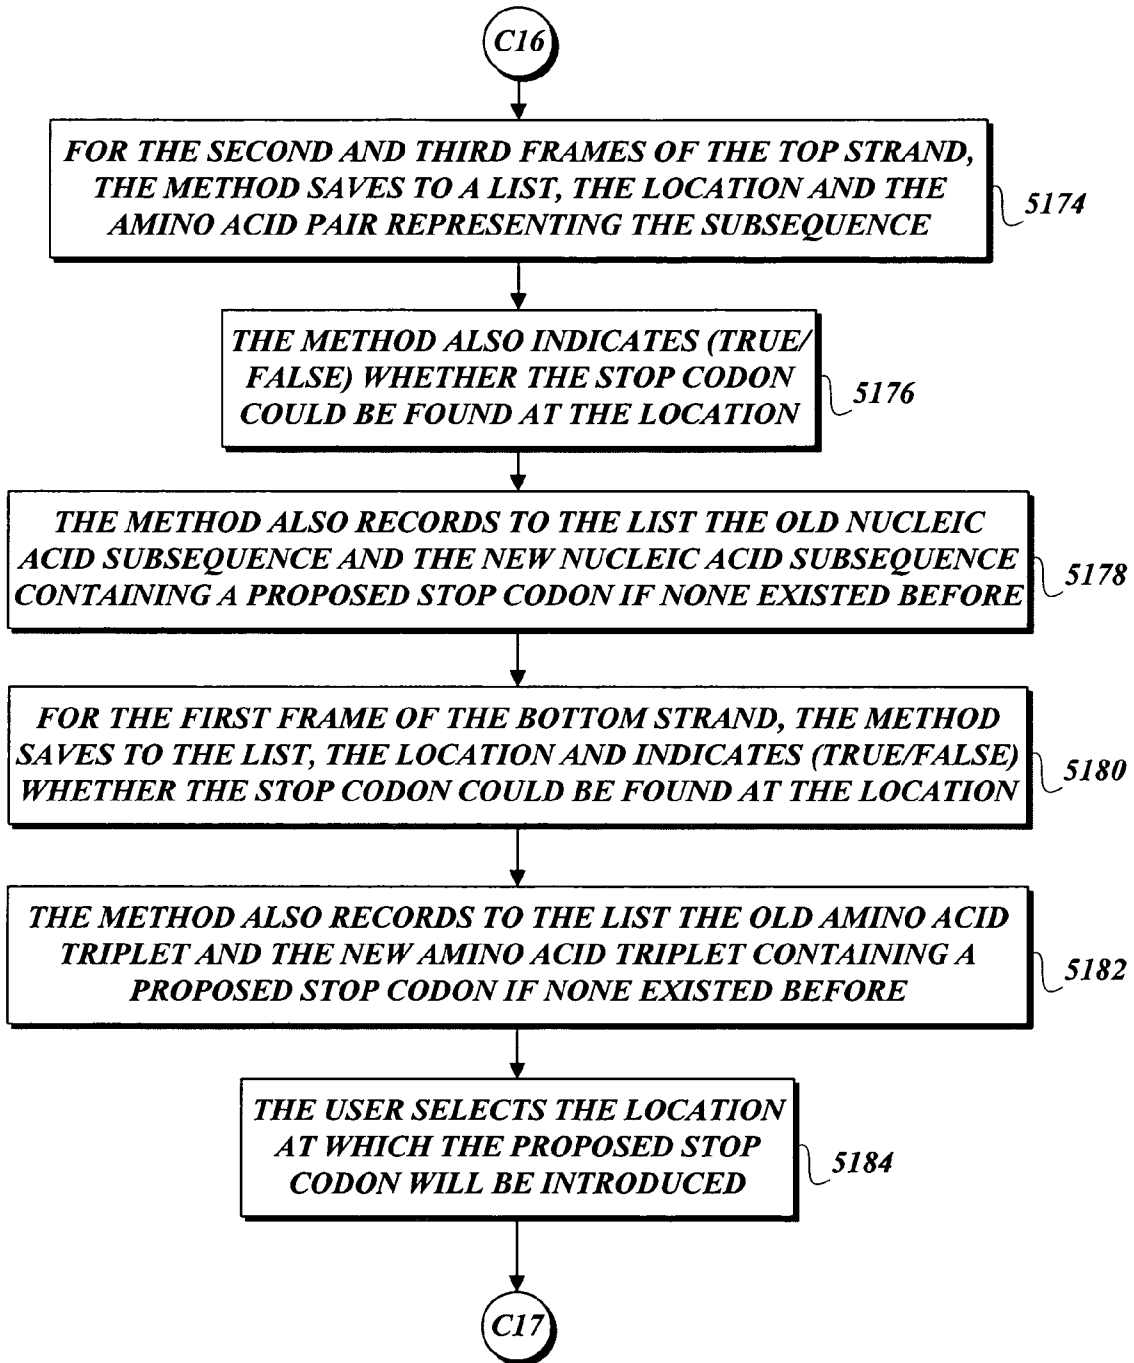 C16
FOR THE SECOND AND THIRD FRAMES OF THE TOP STRAND,
THE METHOD SAVES TO A LIST, THE LOCATION AND THE
AMINO ACID PAIR REPRESENTING THE SUBSEQUENCE
5174
THE METHOD ALSO INDICATES (TRUE/
FALSE) WHETHER THE STOP CODON
COULD BE FOUND AT THE LOCATION
5176
THE METHOD ALSO RECORDS TO THE LIST THE OLD NUCLEIC
ACID SUBSEQUENCE AND THE NEW NUCLEIC ACID SUBSEQUENCE
CONTAINING A PROPOSED STOP CODON IF NONE EXISTED BEFORE
5178
FOR THE FIRST FRAME OF THE BOTTOM STRAND, THE METHOD
SAVES TO THE LIST, THE LOCATION AND INDICATES (TRUE/FALSE)
WHETHER THE STOP CODON COULD BE FOUND AT THE LOCATION
5180
THE METHOD ALSO RECORDS TO THE LIST THE OLD AMINO ACID
TRIPLET AND THE NEW AMINO ACID TRIPLET CONTAINING A
PROPOSED STOP CODON IF NONE EXISTED BEFORE
5182
THE USER SELECTS THE LOCATION
AT WHICH THE PROPOSED STOP
CODON WILL BE INTRODUCED
5184
C17